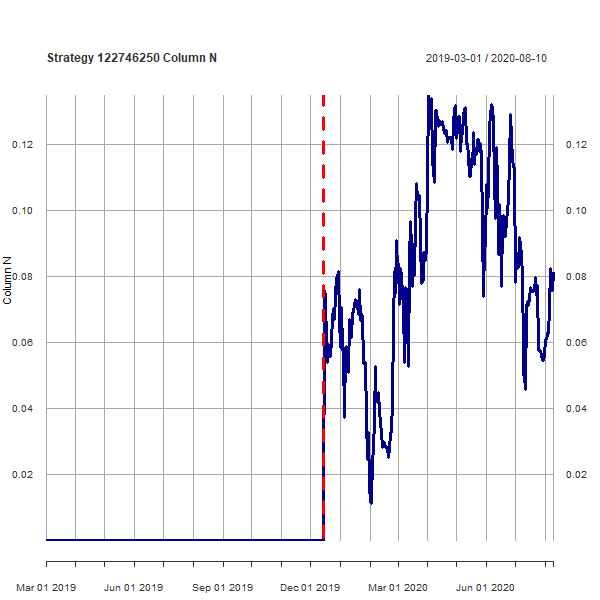 Strategy 122746250 Column N
2019-03-01 / 2020-08-10
0.12
0.12
0.10
0.10
0.08
0.08
Column N
0.06
0.06
0.04
0.04
0.02
0.02
Mar 01 2019
Jun 01 2019
Sep 01 2019
Dec 01 2019
Mar 01 2020
Jun 01 2020